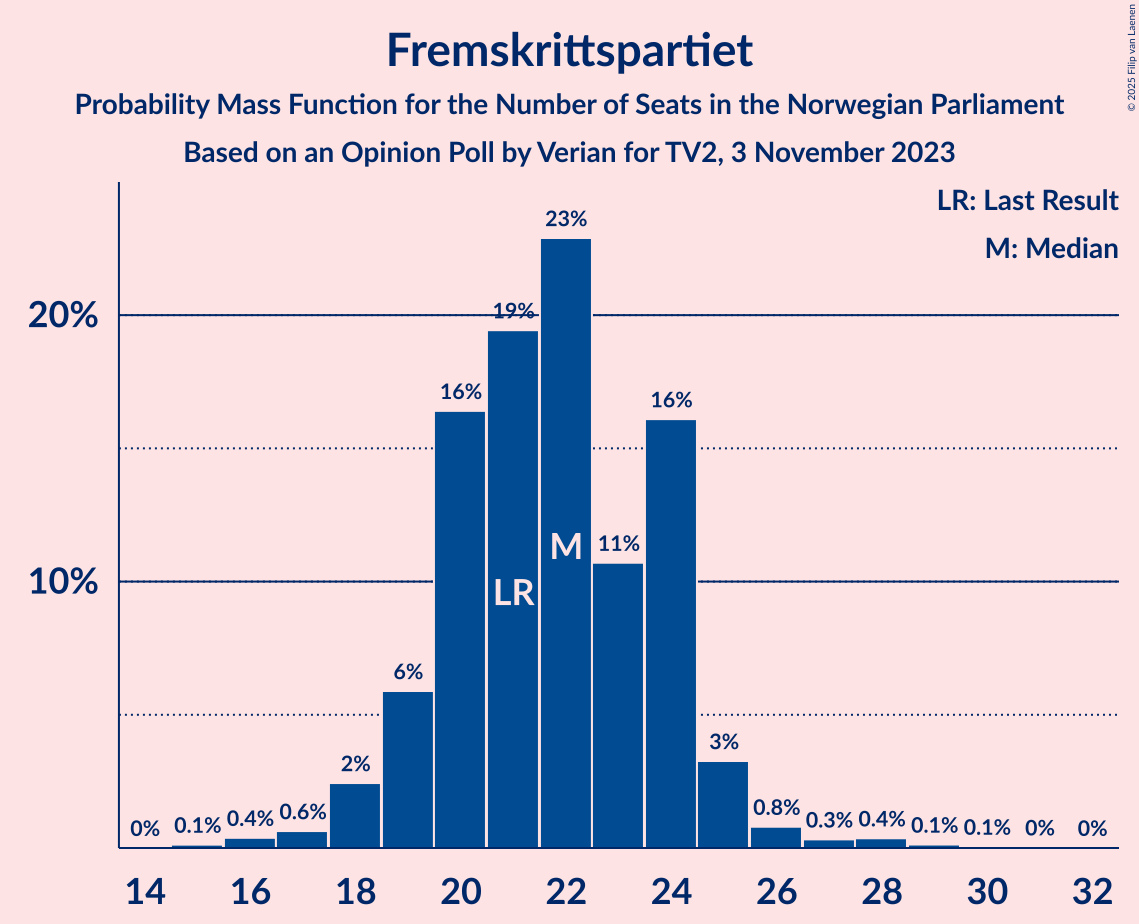 Fremskrittspartiet
Probability Mass Function for the Number of Seats in the Norwegian Parliament
Based on an Opinion Poll by Verian for TV2, 3 November 2023
© 2025 Filip van Laenen
LR: Last Result
M: Median
20%
10%
0%
0.1%
0.4%
0.6%
2%
6%
16%
19%
23%
11%
16%
3%
0.8%
0.3%
0.4%
0.1%
0.1%
0%
0%
LR
M
14 16 18 20 22 24 26 28 30 32